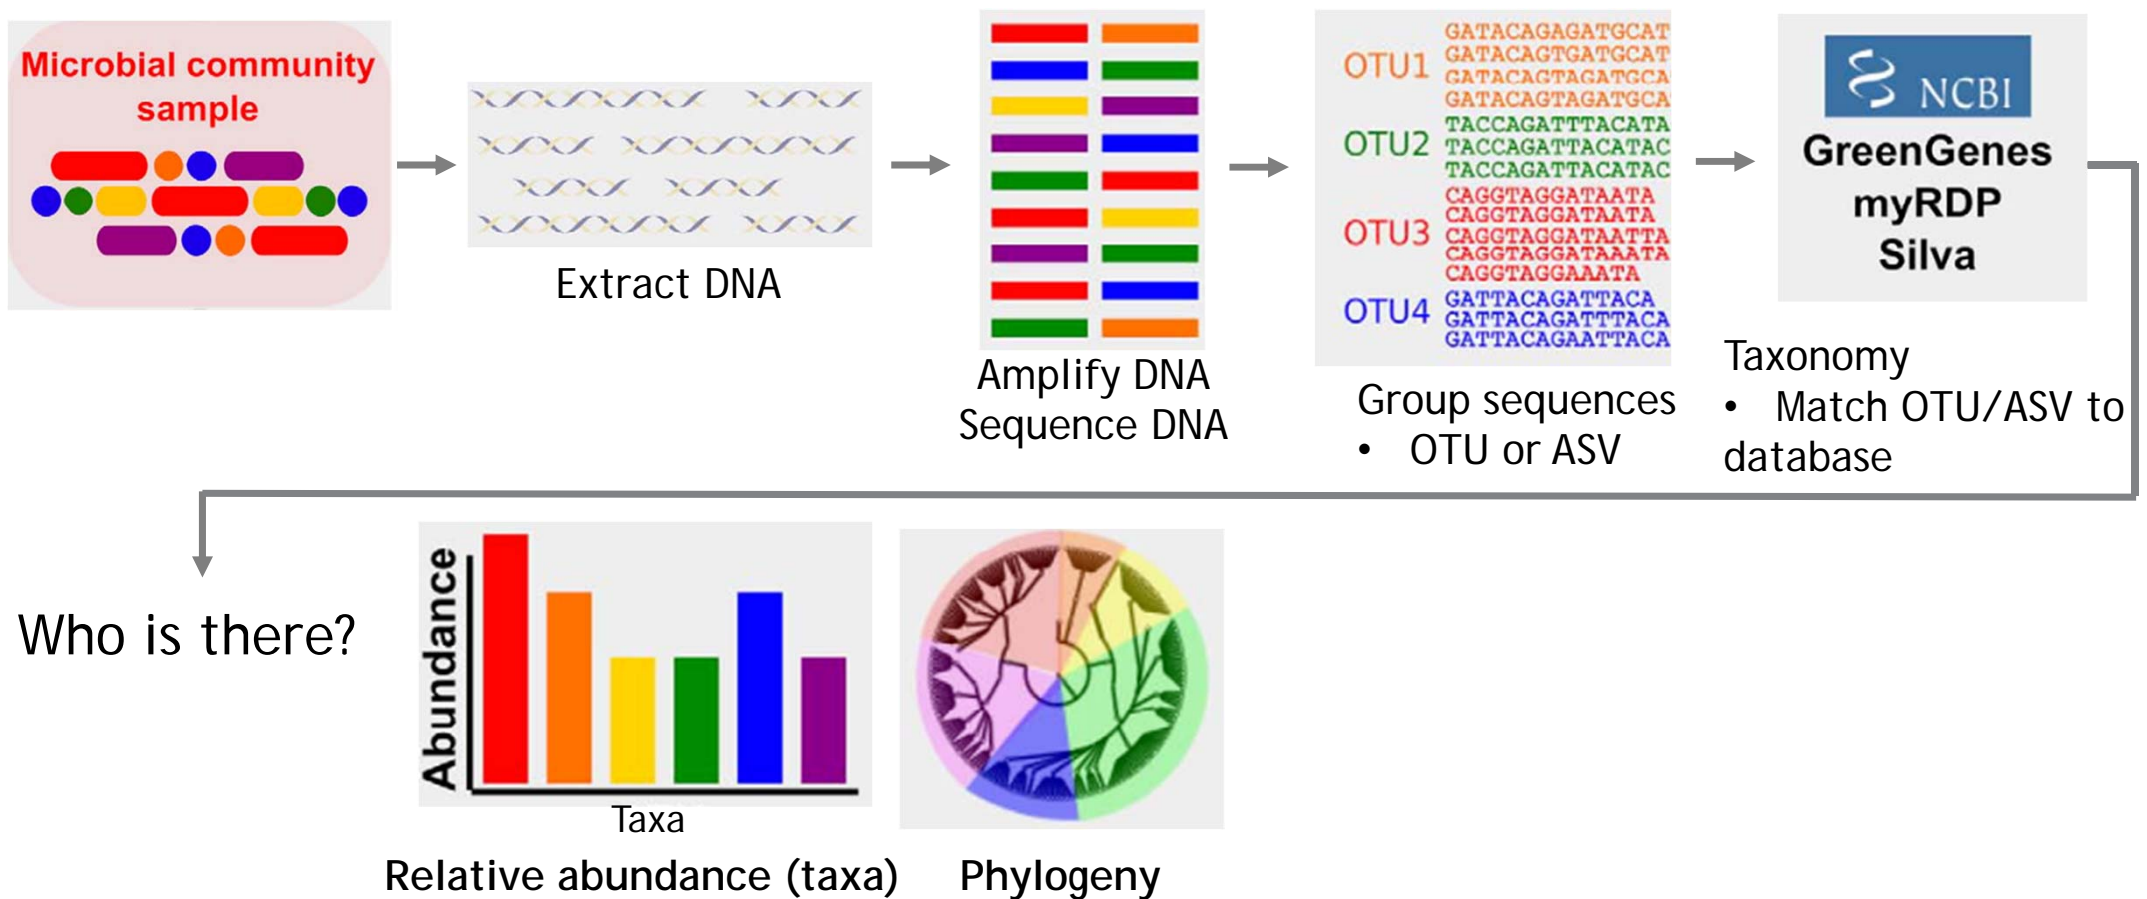 Microbial community
sample
Extract DNA
Amplify DNA
Sequence DNA
OTU1
GATACAGAGATGCAT
GATACAGTGATGCAT
GATACAGTAGATGCA
GATACAGTAGATGCA
OTU2
TACCAGATTTACATA
TACCAGATTACATAC
TACCAGATTACATAC
OTU3
CAGGTAGGATAATA
CAGGTAGGATAATA
CAGGTAGGATAATTA
CAGGTAGGATAAATA
CAGGTAGGAAATA
OTU4
GATTACAGATTACA
GATTACAGATTTACA
GATTACAGAATTACA
Group sequences
• OTU or ASV
NCBI
GreenGenes
myRDP
Silva
Taxonomy
• Match OTU/ASV to
database
Who is there?
Abundance
Taxa
Relative abundance (taxa)
Phylogeny